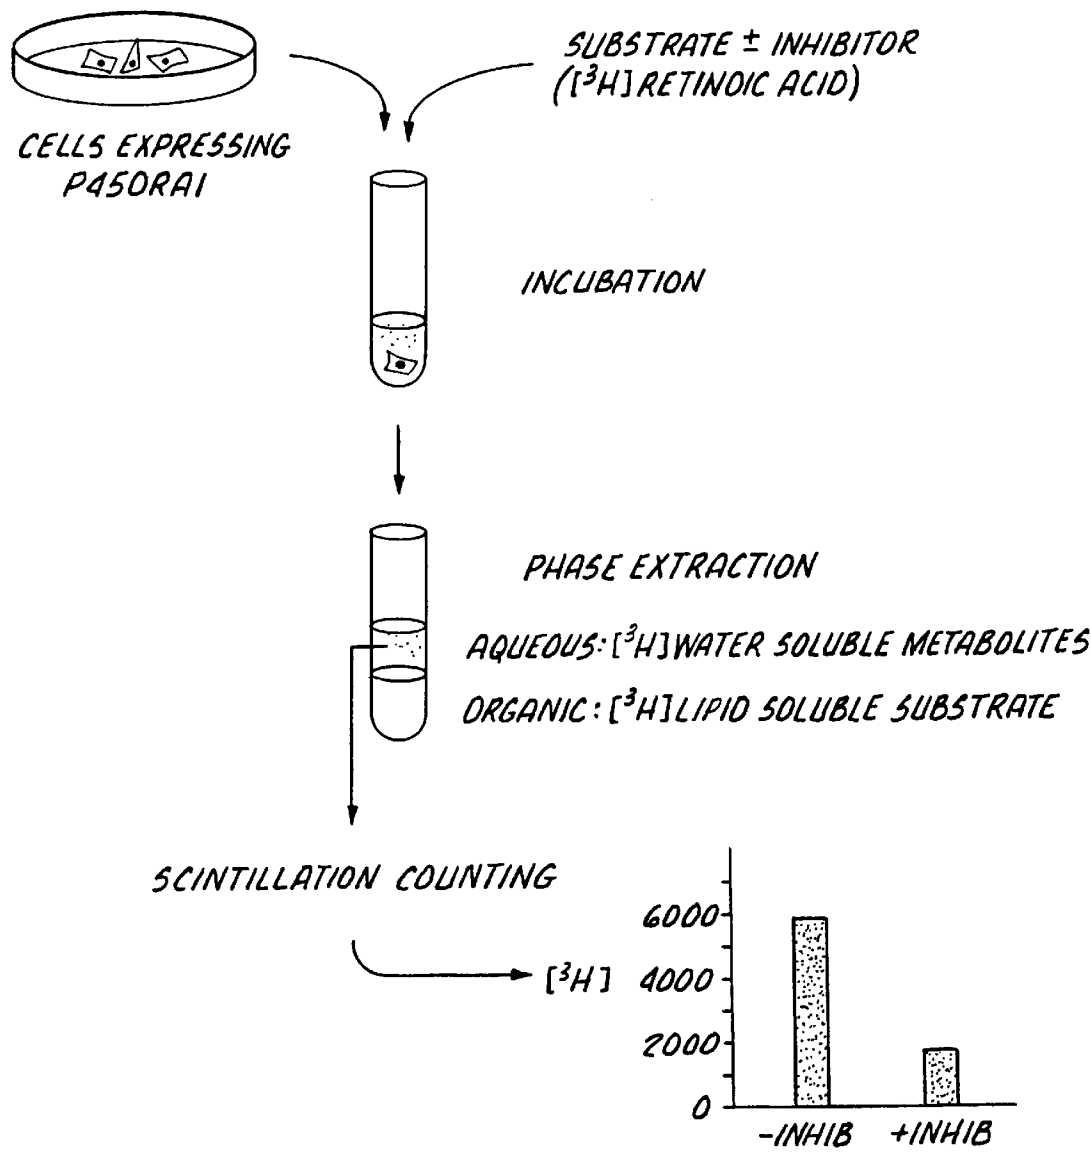 SUBSTRATE ± INHIBITOR
([³H] RETINOIC ACID)
CELLS EXPRESSING
P450RAI
INCUBATION
PHASE EXTRACTION
AQUEOUS: [³H] WATER SOLUBLE METABOLITES
ORGANIC: [³H] LIPID SOLUBLE SUBSTRATE
SCINTILLATION COUNTING
[³H]
6000
4000
2000
0
-INHIB +INHIB